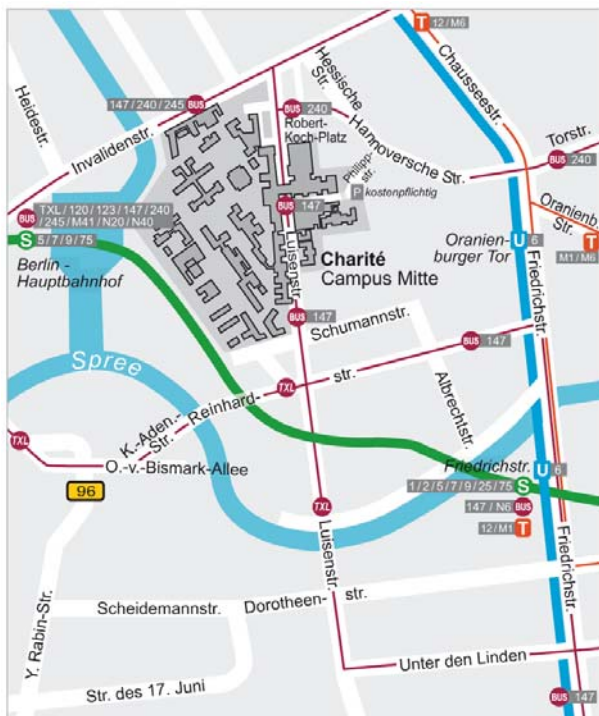 T 12 / M6
Chausseestr.
Hessische
Str.
Heidestr.
147 / 240 / 245 BUS
BUS 240
Robert-
Koch-Platz
Invalidenstr.
Hannoversche Str.
Torstr.
BUS 240
Philipp-
str.
P kostenpflichtig
BUS TXL / 120 / 123 / 147 / 240
/ 245 / M41 / N20 / N40
BUS 147
Oranienb.
Str.
S 5 / 7 / 9 / 75
Berlin -
Hauptbahnhof
Luisenstr.
Charité
Campus Mitte
Oranien-
burger Tor
U 6
T
M1 / M6
Friedrichstr.
BUS 147
Schumannstr.
BUS 147
Spree
K.-Aden.-
Str.
Reinhard-
TXL
str.
Albrechtstr.
TXL
O.-v.-Bismark-Allee
Friedrichstr.
U 6
96
1 / 2 / 5 / 7 / 9 / 25 / 75 S
147 / N6 BUS
12 / M1 T
TXL
Luisenstr.
Friedrichstr.
Y. Rabin-Str.
Scheidemannstr.
Dorotheen-
str.
Unter den Linden
Str. des 17. Juni
BUS 147